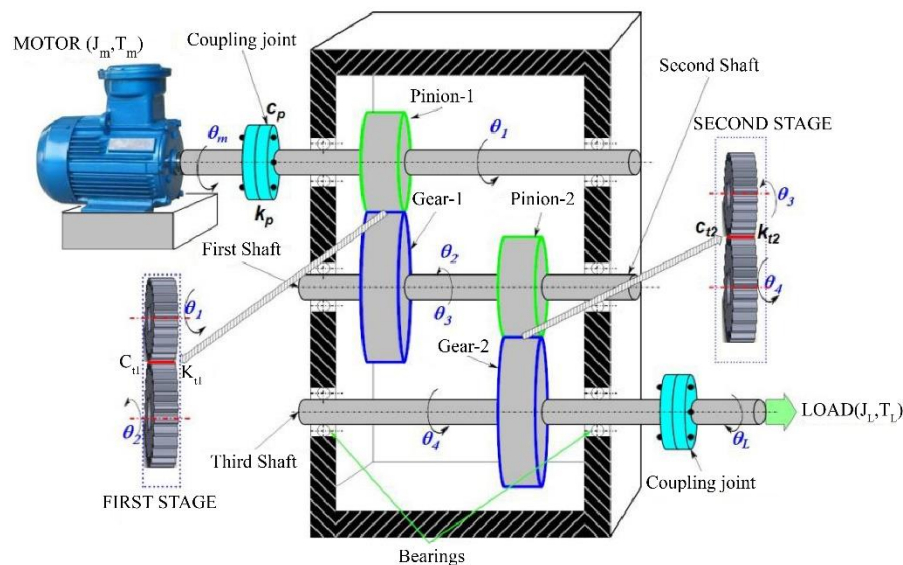 MOTOR (Jm,Tm)
Coupling joint
Second Shaft
Pinion-1
SECOND STAGE
cp
θm
θ1
kp
Gear-1
Pinion-2
θ3
ct2
kt2
First Shaft
θ2
θ3
θ4
θ1
Gear-2
Ct1
Kt1
θ2
θ4
θL
LOAD(JL,TL)
Third Shaft
Coupling joint
FIRST STAGE
Bearings